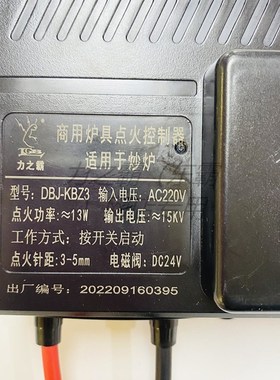 商用炉具点火控制器
力之霸
适用于炒炉
型号: DBJ-KBZ3 输入电压: AC220V
点火功率:≈13W 输出电压:≈15KV
工作方式: 按开关启动
点火针距: 3-5mm 电磁阀: DC24V
出厂编号: 202209160395